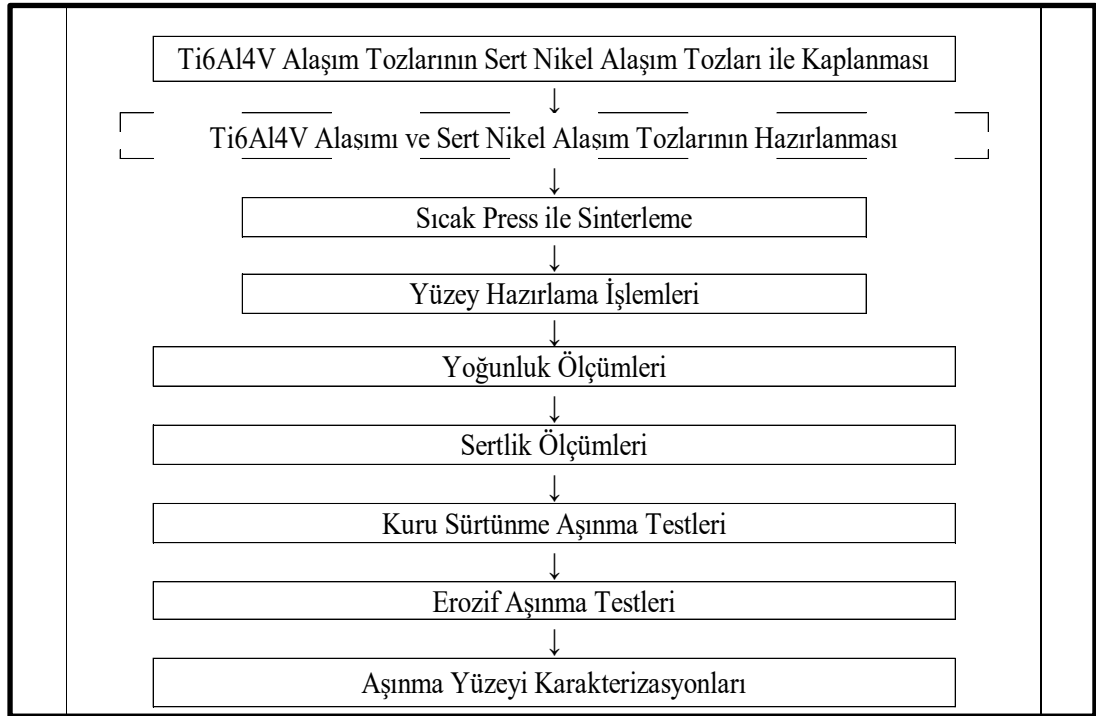 Ti6Al4V Alaşım Tozlarının Sert Nikel Alaşım Tozları ile Kaplanması
↓
Ti6Al4V Alaşımı ve Sert Nikel Alaşım Tozlarının Hazırlanması
↓
Sıcak Press ile Sinterleme
↓
Yüzey Hazırlama İşlemleri
↓
Yoğunluk Ölçümleri
↓
Sertlik Ölçümleri
↓
Kuru Sürtünme Aşınma Testleri
↓
Erozif Aşınma Testleri
↓
Aşınma Yüzeyi Karakterizasyonları